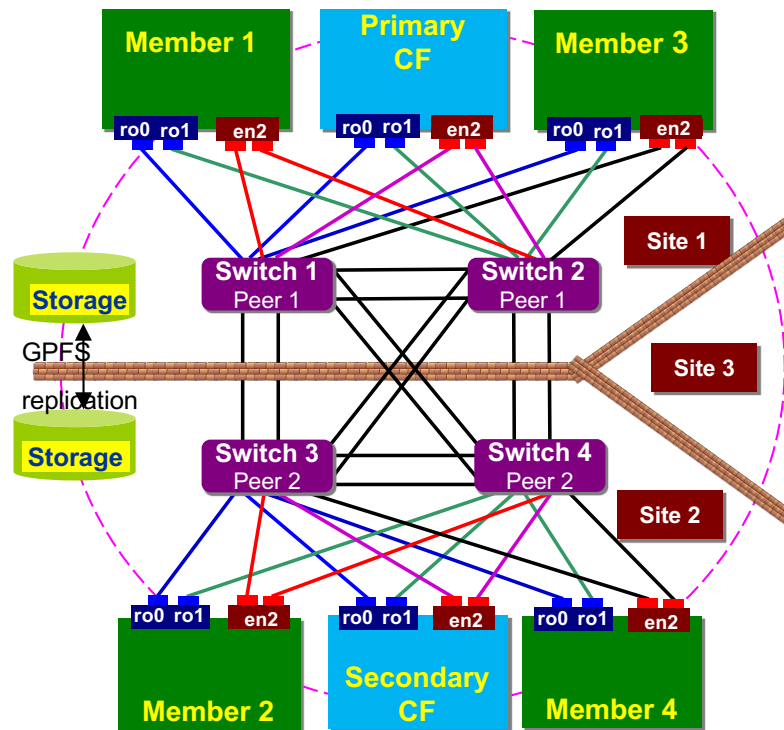 Member 1
Primary
CF
Member 3
ro0 ro1
en2
ro0 ro1
en2
ro0 ro1
en2
Site 1
Switch 1
Peer 1
Switch 2
Peer 1
Storage
GPFS
replication
Site 3
Storage
Switch 3
Peer 2
Switch 4
Peer 2
Site 2
ro0 ro1
en2
ro0 ro1
en2
ro0 ro1
en2
Member 2
Secondary
CF
Member 4